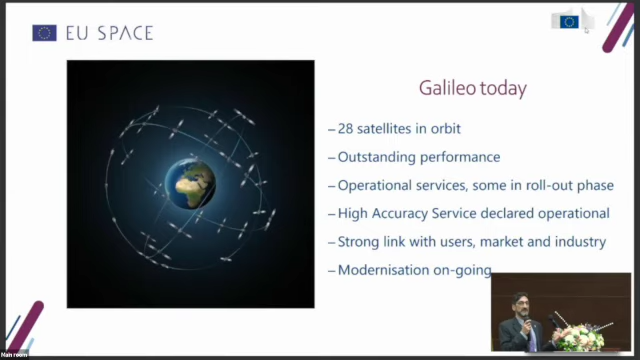 EU SPACE
Galileo today
– 28 satellites in orbit
– Outstanding performance
– Operational services, some in roll-out phase
– High Accuracy Service declared operational
– Strong link with users, market and industry
– Modernisation on-going
Main room